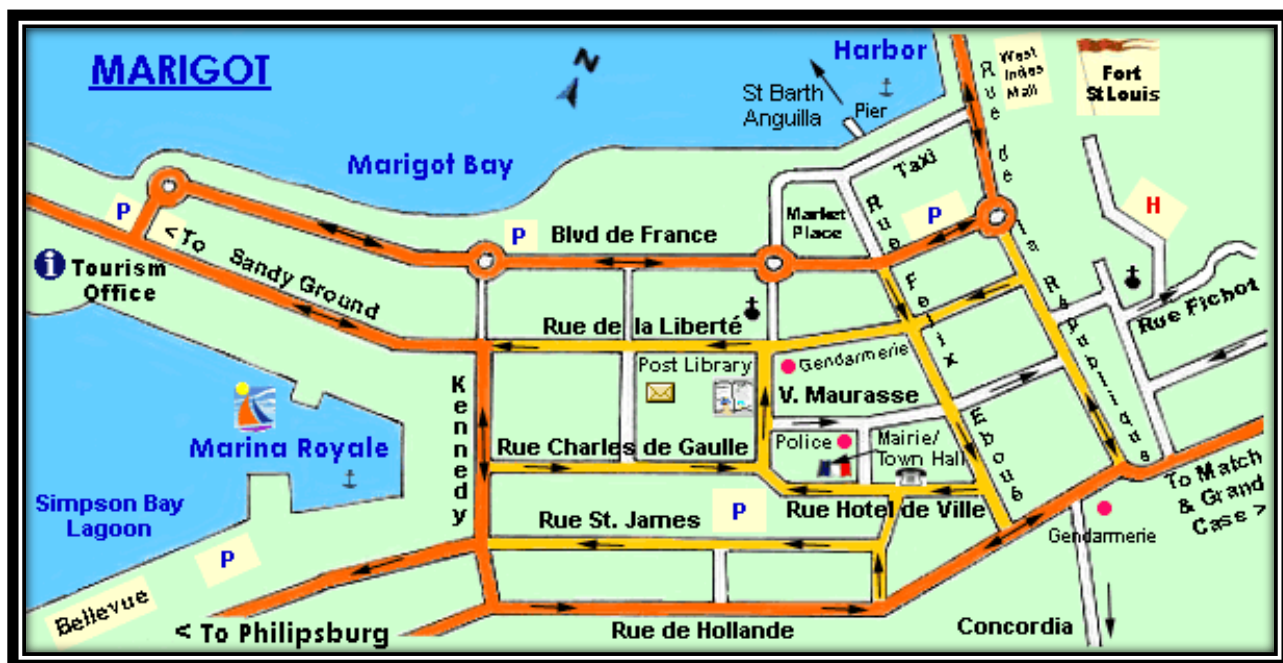 MARIGOT
N
Harbor
St Barth
Anguilla
Pier
West
Indies
Mall
Fort
St Louis
Marigot Bay
Taxi
Rue de la République
H
P
P
P
Market
Place
Blvd de France
< To Sandy Ground
i
Tourism
Office
Rue Felix Eboué
Rue Fichot
Rue de la Liberté
Gendarmerie
Post Library
Kennedy
V. Maurasse
Marina Royale
Rue Charles de Gaulle
Police
Mairie/
Town Hall
To Match
& Grand
Case >
Simpson Bay
Lagoon
P
Rue St. James
P
Rue Hotel de Ville
Gendarmerie
Bellevue
< To Philipsburg
Rue de Hollande
Concordia